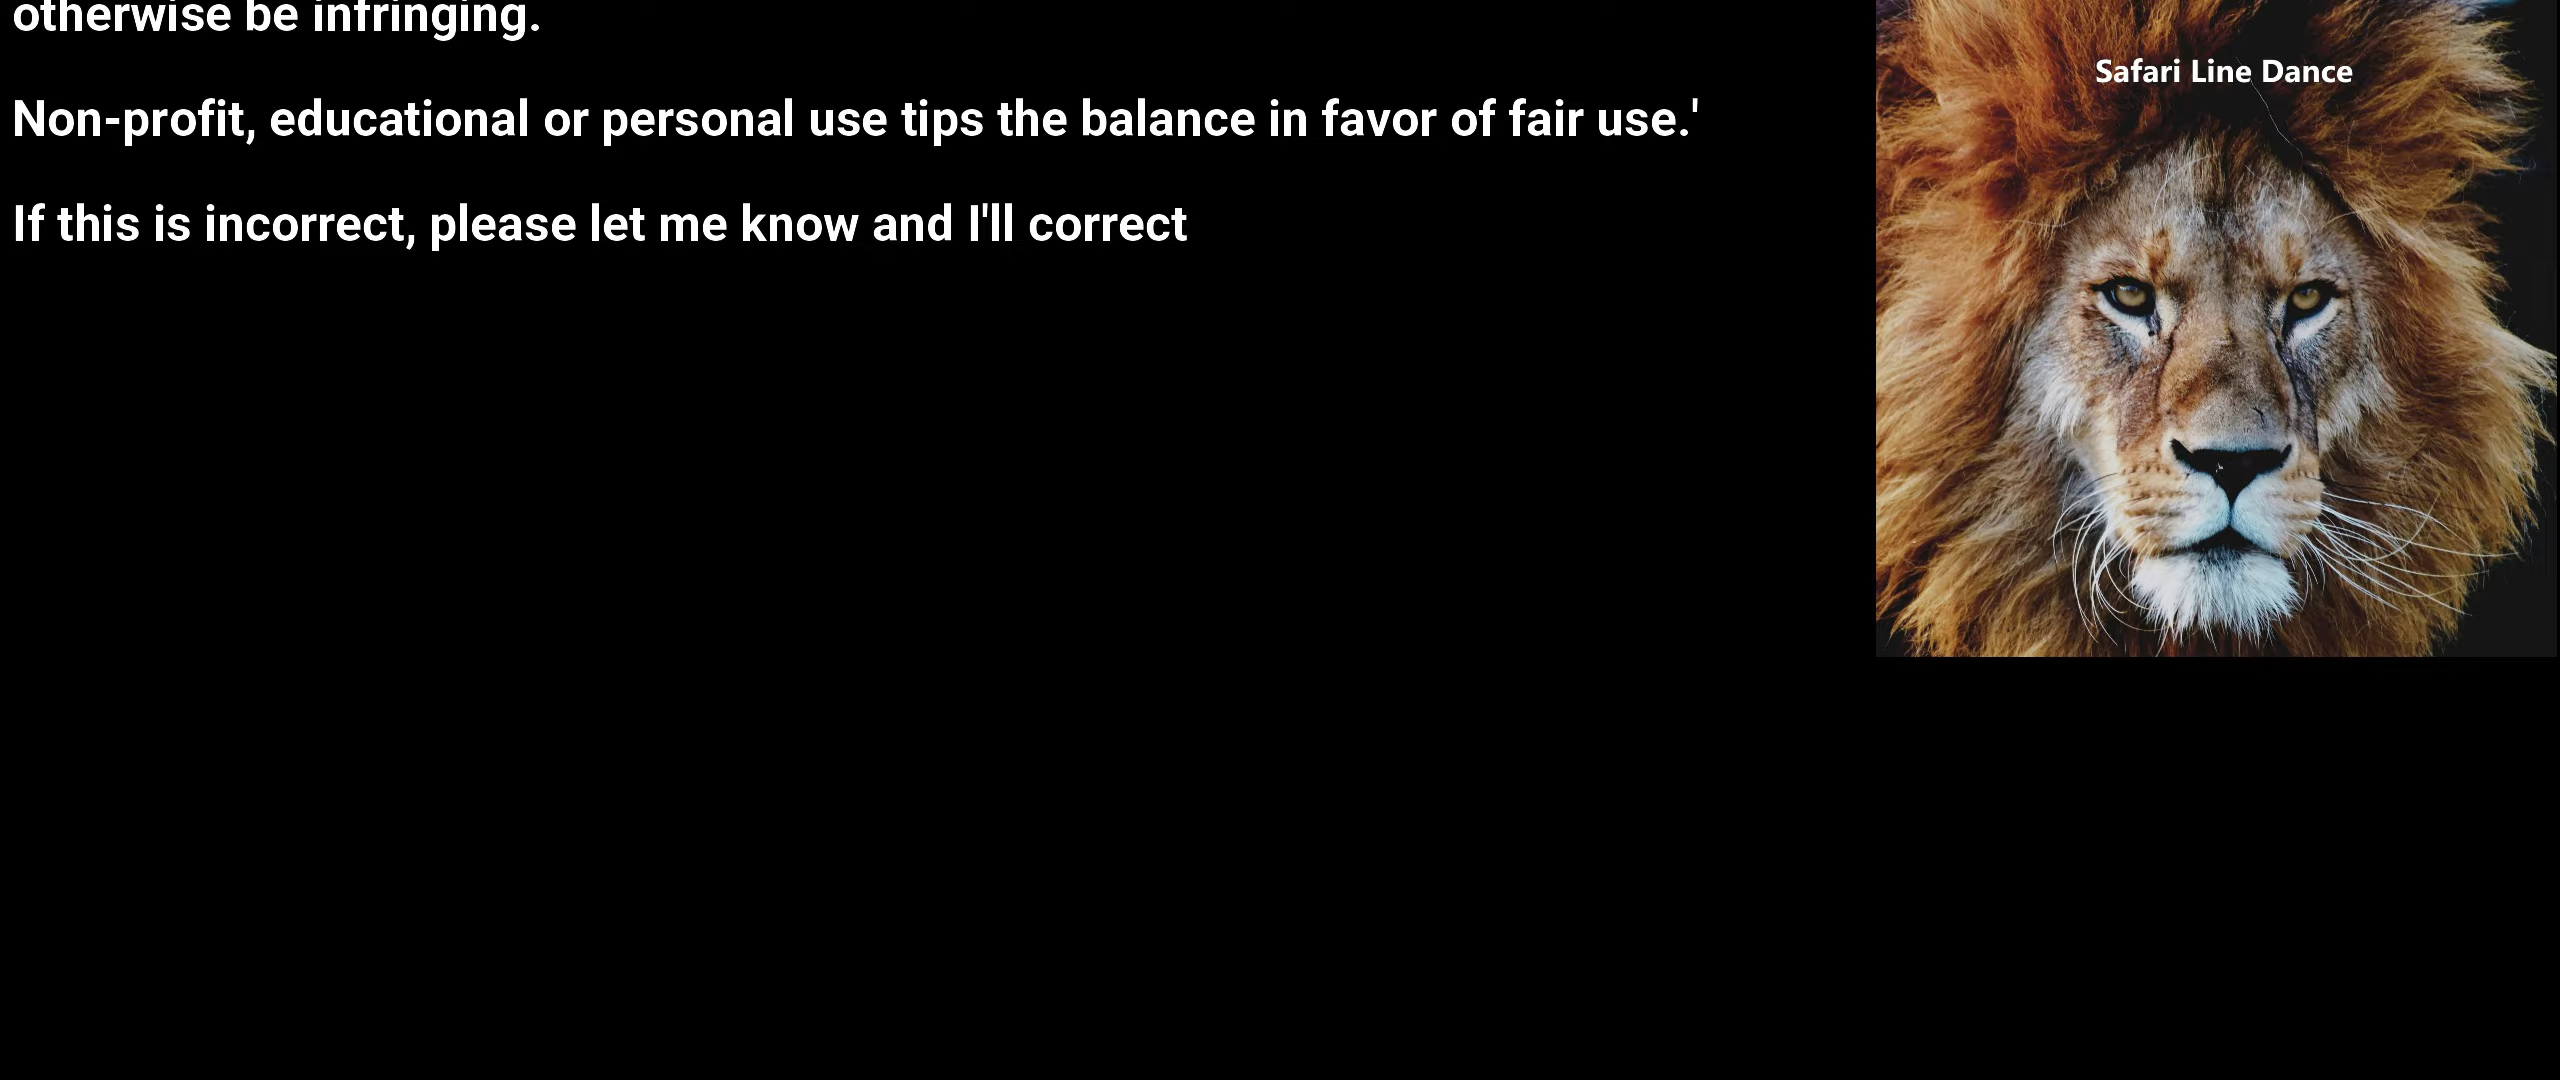 otherwise be infringing.
Non-profit, educational or personal use tips the balance in favor of fair use.'
If this is incorrect, please let me know and I'll correct
Safari Line Dance